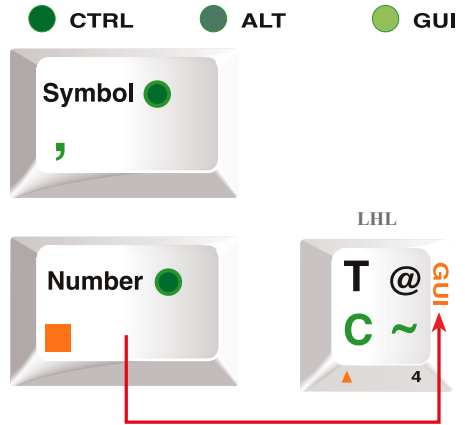 CTRL ALT GUI
Symbol
,
LHL
Number
T @ GUI
C ~
4